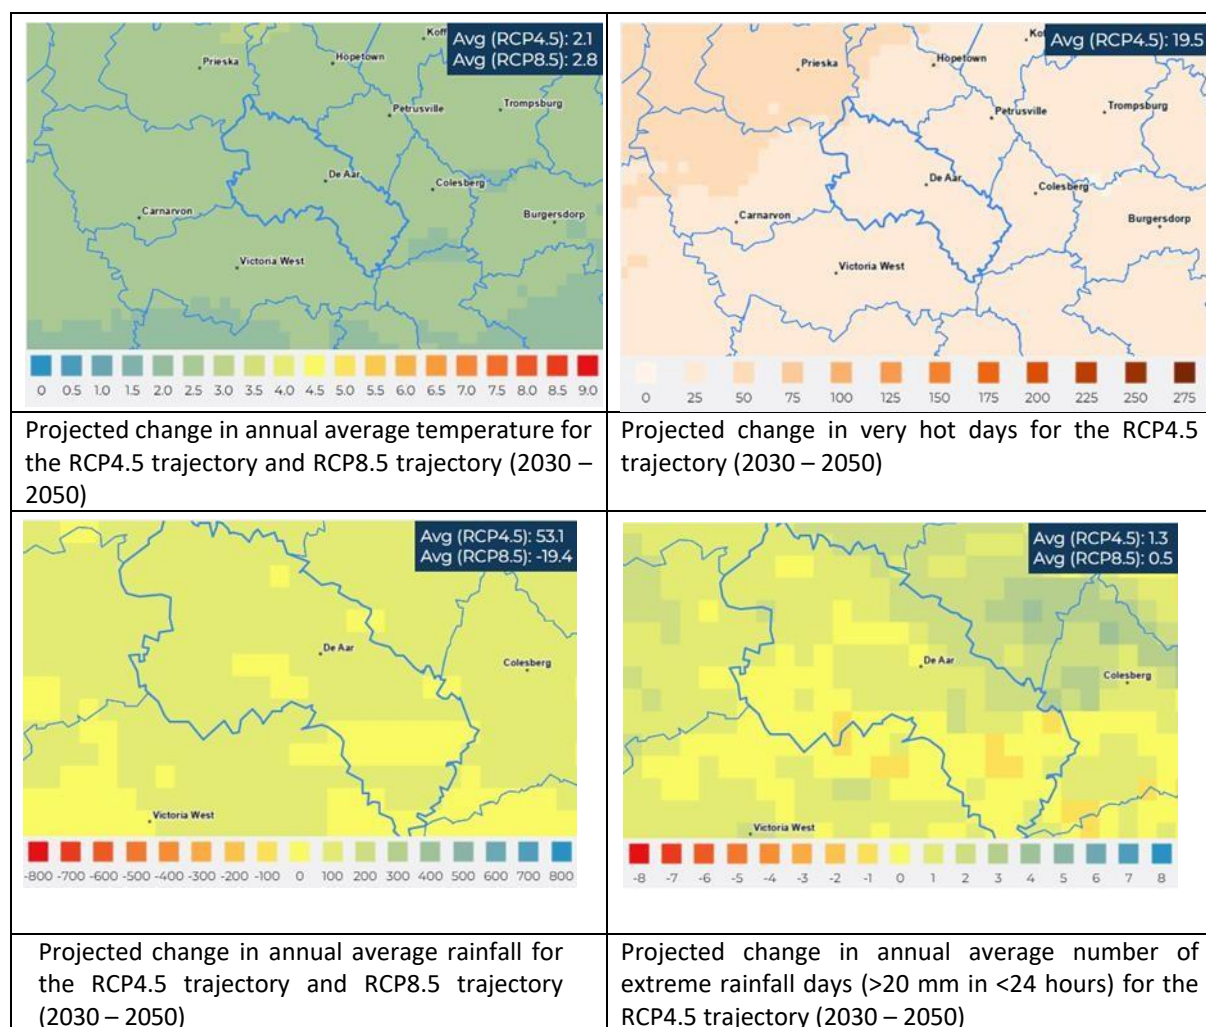 Koff
Avg (RCP4.5): 2.1
Avg (RCP8.5): 2.8
Prieska
Hopetown
Petrusville
Trompsburg
De Aar
Colesberg
Carnarvon
Burgersdorp
Victoria West
0 0.5 1.0 1.5 2.0 2.5 3.0 3.5 4.0 4.5 5.0 5.5 6.0 6.5 7.0 7.5 8.0 8.5 9.0
Kof
Avg (RCP4.5): 19.5
Prieska
Hopetown
Petrusville
Trompsburg
De Aar
Colesberg
Carnarvon
Burgersdorp
Victoria West
0 25 50 75 100 125 150 175 200 225 250 275
Projected change in annual average temperature for
the RCP4.5 trajectory and RCP8.5 trajectory (2030 –
2050)
Projected change in very hot days for the RCP4.5
trajectory (2030 – 2050)
Avg (RCP4.5): 53.1
Avg (RCP8.5): -19.4
De Aar
Colesberg
Victoria West
-800 -700 -600 -500 -400 -300 -200 -100 0 100 200 300 400 500 600 700 800
Avg (RCP4.5): 1.3
Avg (RCP8.5): 0.5
De Aar
Colesberg
Victoria West
-8 -7 -6 -5 -4 -3 -2 -1 0 1 2 3 4 5 6 7 8
Projected change in annual average rainfall for
the RCP4.5 trajectory and RCP8.5 trajectory
(2030 – 2050)
Projected change in annual average number of
extreme rainfall days (>20 mm in <24 hours) for the
RCP4.5 trajectory (2030 – 2050)